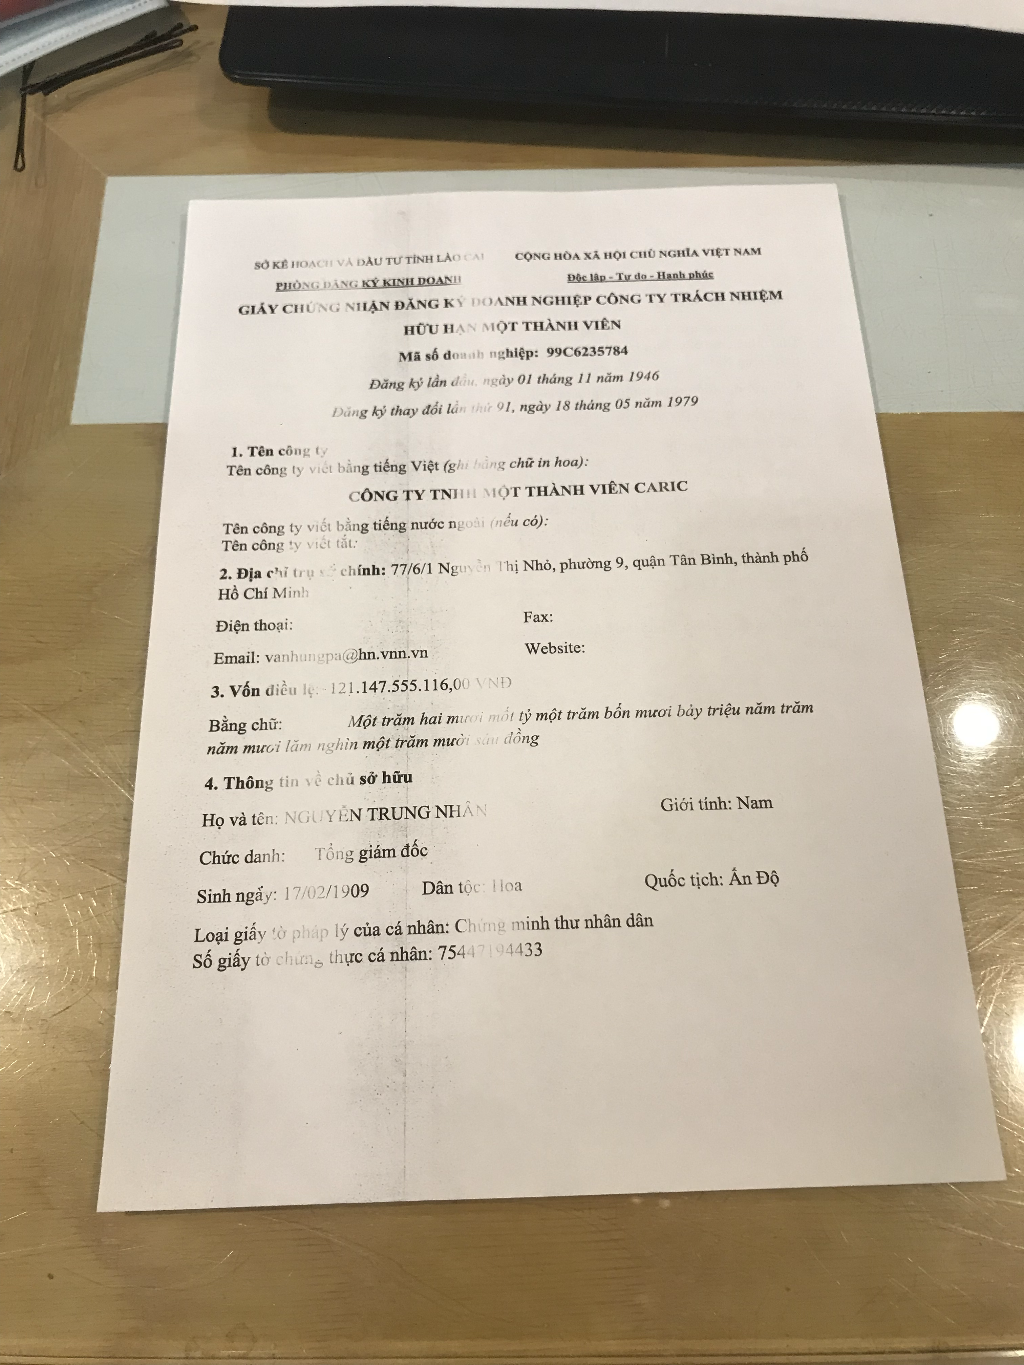 SỞ KẾ HOẠCH VÀ ĐẦU TƯ TỈNH LÀO CAI
CỘNG HÒA XÃ HỘI CHỦ NGHĨA VIỆT NAM
PHÒNG ĐĂNG KÝ KINH DOANH
Độc lập - Tự do - Hạnh phúc
GIẤY CHỨNG NHẬN ĐĂNG KÝ DOANH NGHIỆP CÔNG TY TRÁCH NHIỆM
HỮU HẠN MỘT THÀNH VIÊN
Mã số doanh nghiệp: 99C6235784
Đăng ký lần đầu, ngày 01 tháng 11 năm 1946
Đăng ký thay đổi lần thứ 91, ngày 18 tháng 05 năm 1979
1. Tên công ty
Tên công ty viết bằng tiếng Việt (ghi bằng chữ in hoa):
CÔNG TY TNHH MỘT THÀNH VIÊN CARIC
Tên công ty viết bằng tiếng nước ngoài (nếu có):
Tên công ty viết tắt:
2. Địa chỉ trụ sở chính: 77/6/1 Nguyễn Thị Nhỏ, phường 9, quận Tân Bình, thành phố
Hồ Chí Minh
Điện thoại:
Fax:
Email: vanhungpa@hn.vnn.vn
Website:
3. Vốn điều lệ: 121.147.555.116,00 VNĐ
Bằng chữ: Một trăm hai mươi mốt tỷ một trăm bốn mươi bảy triệu năm trăm
năm mươi lăm nghìn một trăm mười sáu đồng
4. Thông tin về chủ sở hữu
Họ và tên: NGUYỄN TRUNG NHÂN
Giới tính: Nam
Chức danh: Tổng giám đốc
Sinh ngày: 17/02/1909 Dân tộc: Hoa Quốc tịch: Ấn Độ
Loại giấy tờ pháp lý của cá nhân: Chứng minh thư nhân dân
Số giấy tờ chứng thực cá nhân: 75447194433